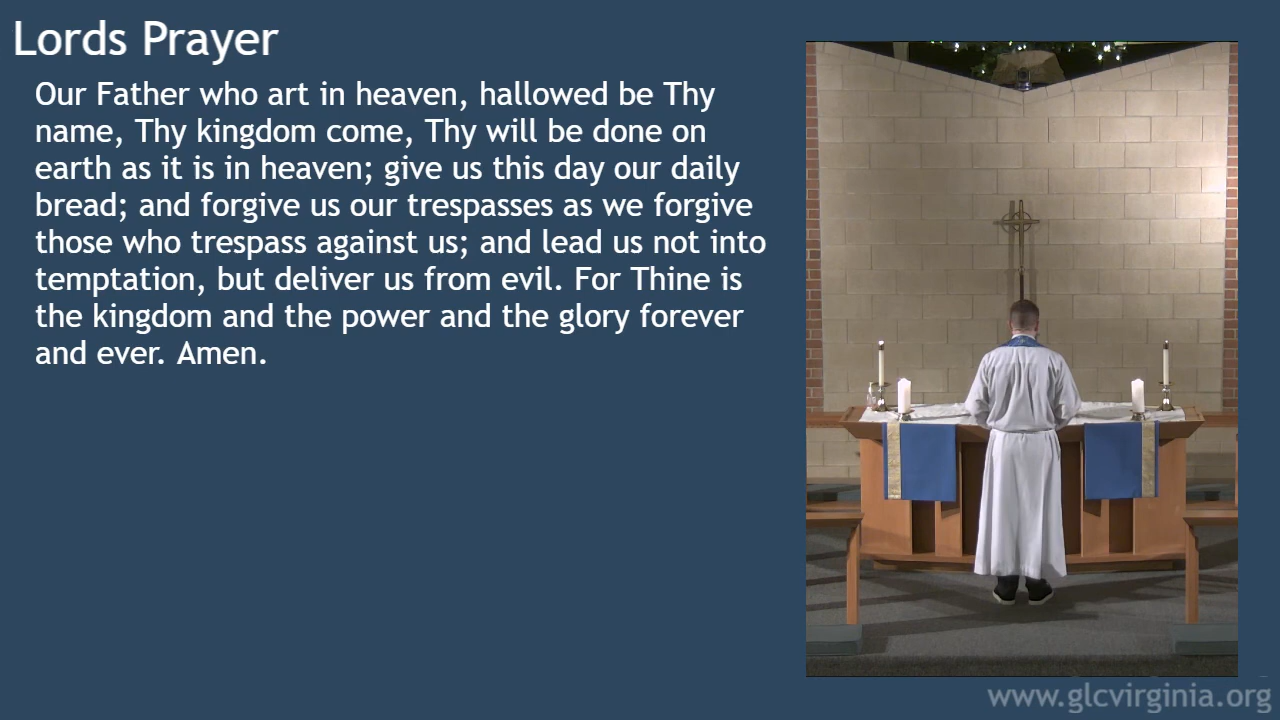 Lords Prayer
Our Father who art in heaven, hallowed be Thy
name, Thy kingdom come, Thy will be done on
earth as it is in heaven; give us this day our daily
bread; and forgive us our trespasses as we forgive
those who trespass against us; and lead us not into
temptation, but deliver us from evil. For Thine is
the kingdom and the power and the glory forever
and ever. Amen.
www.glcvirginia.org